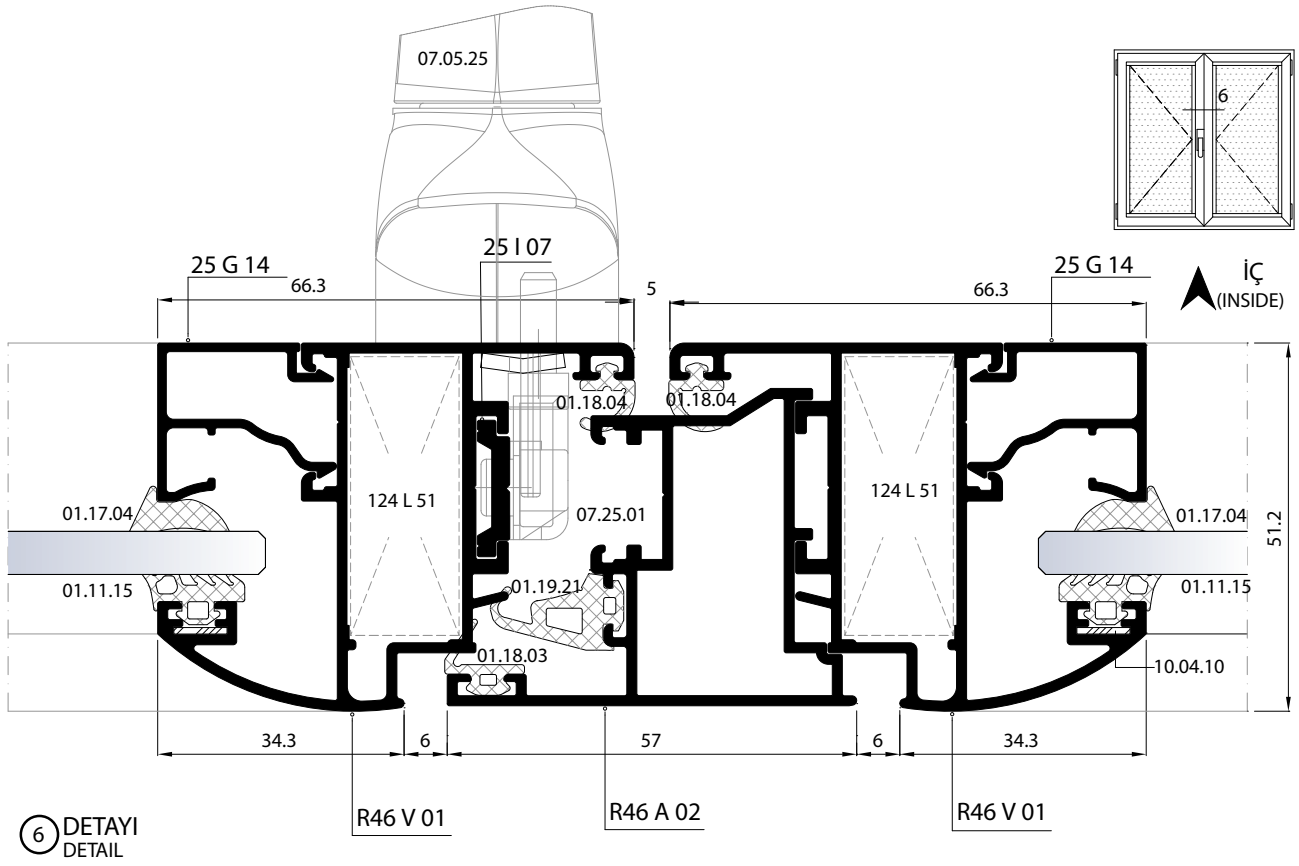 07.05.25
6
25 I 07
25 G 14
66.3
5
25 G 14
66.3
İÇ
(INSIDE)
01.18.04
01.18.04
124 L 51
124 L 51
07.25.01
01.17.04
01.17.04
51.2
01.11.15
01.19.21
01.11.15
01.18.03
10.04.10
34.3
6
57
6
34.3
R46 V 01
R46 A 02
R46 V 01
6 DETAYI
DETAIL